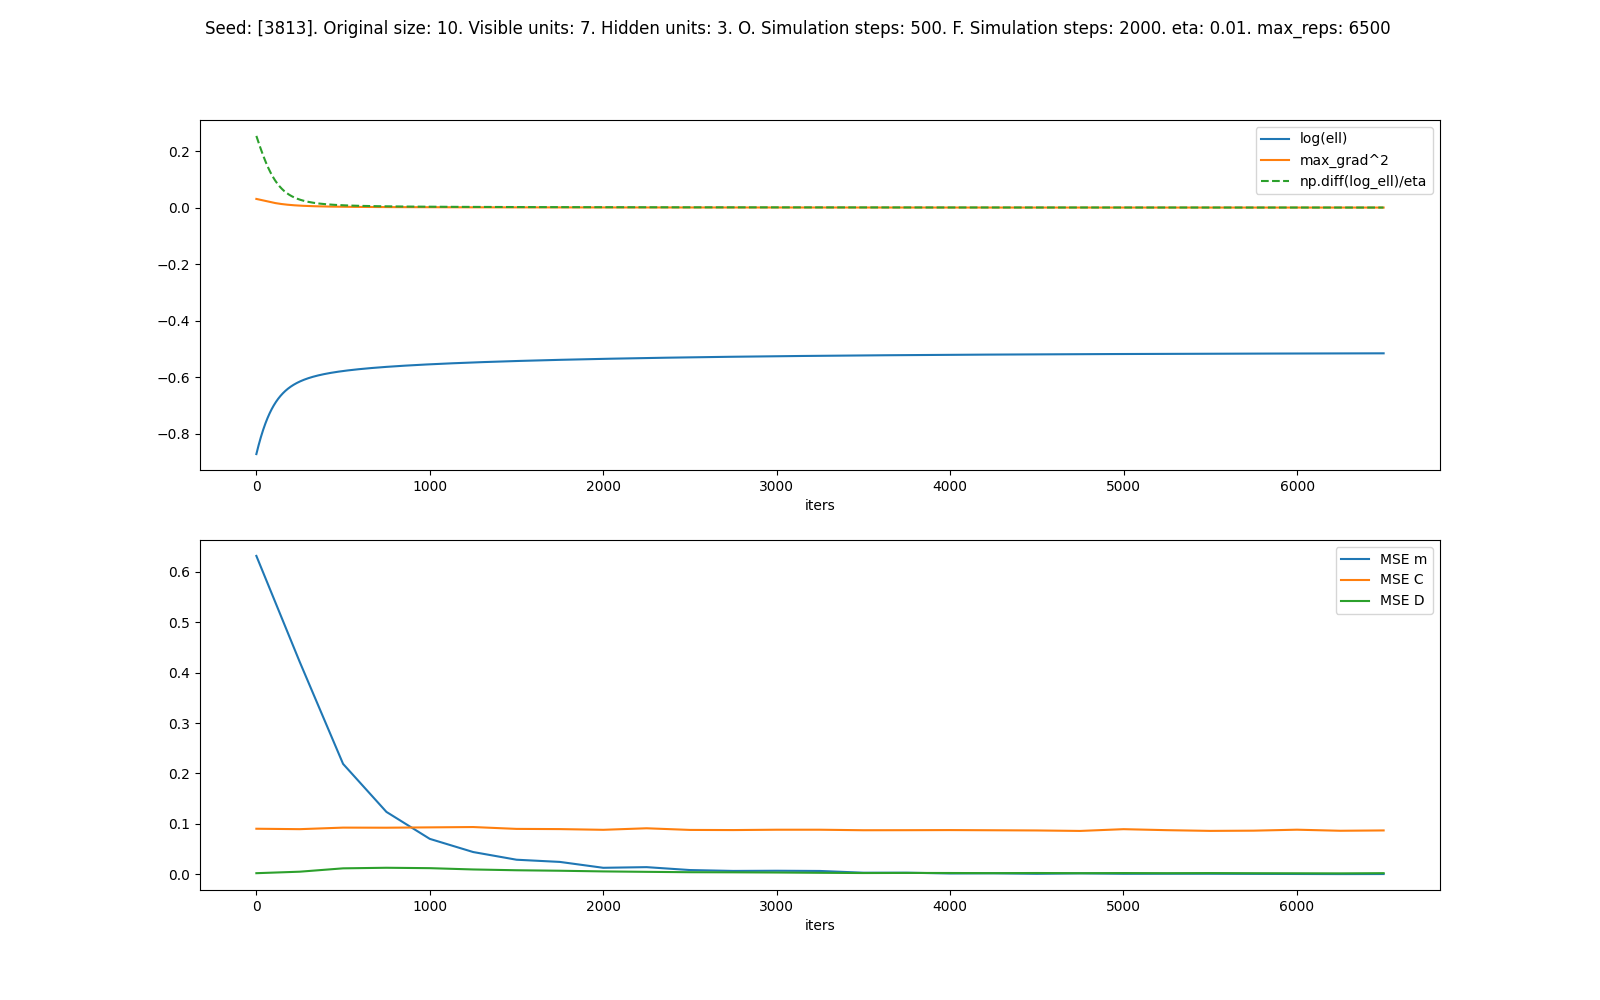 Seed: [3813]. Original size: 10. Visible units: 7. Hidden units: 3. O. Simulation steps: 500. F. Simulation steps: 2000. eta: 0.01. max_reps: 6500
0.2
0.0
−0.2
−0.4
−0.6
−0.8
log(ell)
max_grad^2
np.diff(log_ell)/eta
0 1000 2000 3000 4000 5000 6000
iters
0.6
0.5
0.4
0.3
0.2
0.1
0.0
MSE m
MSE C
MSE D
0 1000 2000 3000 4000 5000 6000
iters